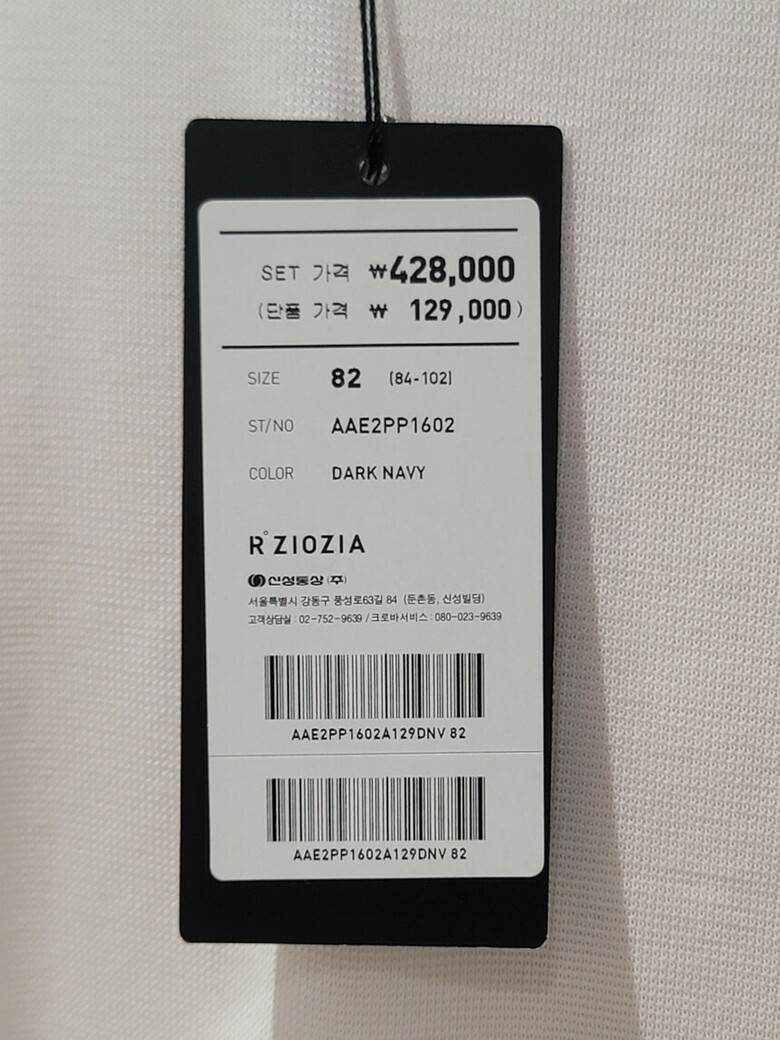 SET 가격 ₩428,000
(단품 가격 ₩ 129,000)
SIZE 82 (84-102)
ST/NO AAE2PP1602
COLOR DARK NAVY
R°ZIOZIA
신성통상(주)
서울특별시 강동구 풍성로63길 84 (둔촌동, 신성빌딩)
고객상담실 : 02-752-9639 / 크로바서비스 : 080-023-9639
AAE2PP1602A129DNV 82
AAE2PP1602A129DNV 82